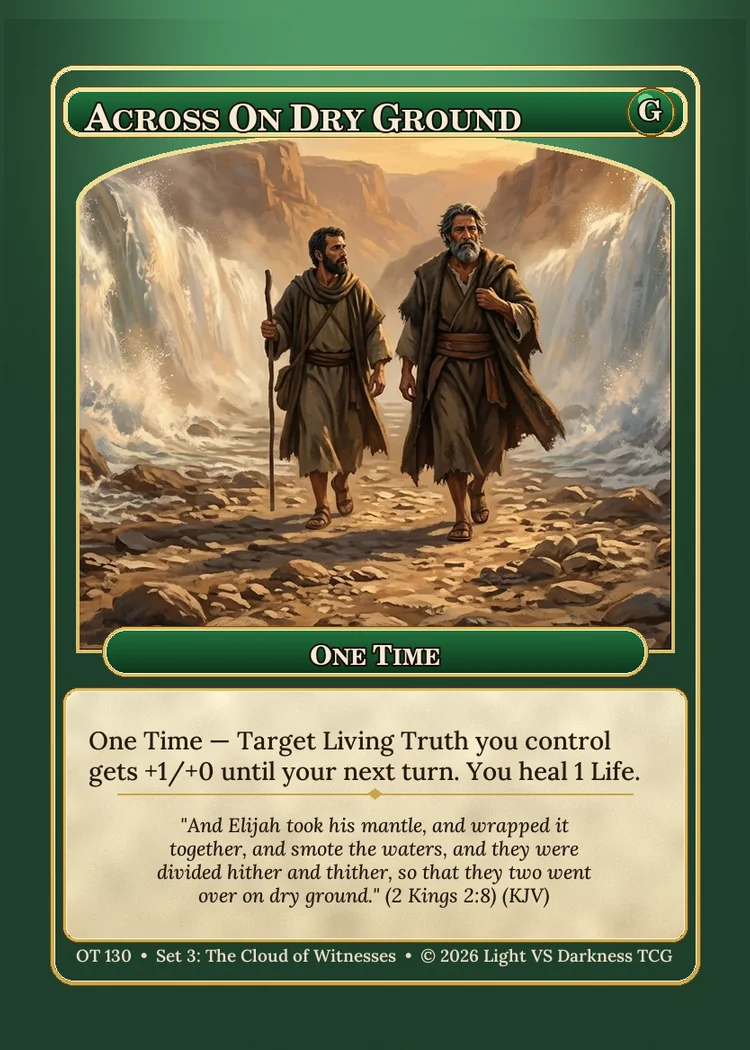 Across On Dry Ground
G
One Time
One Time — Target Living Truth you control
gets +1/+0 until your next turn. You heal 1 Life.
"And Elijah took his mantle, and wrapped it
together, and smote the waters, and they were
divided hither and thither, so that they two went
over on dry ground." (2 Kings 2:8) (KJV)
OT 130 • Set 3: The Cloud of Witnesses • © 2026 Light VS Darkness TCG